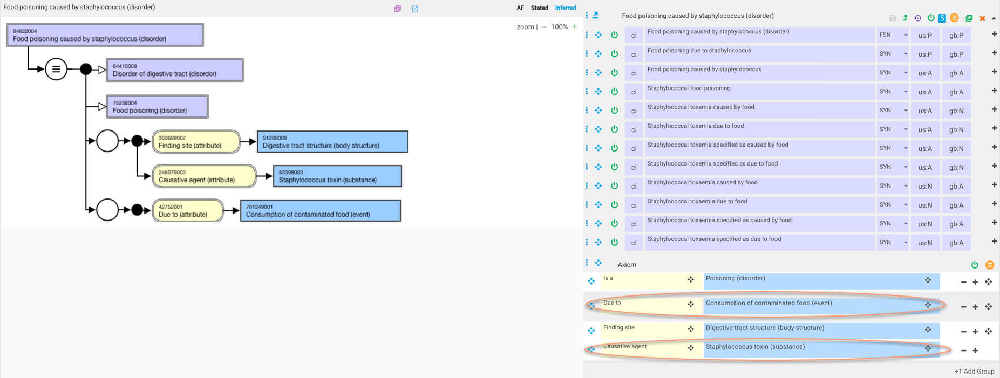 Food poisoning caused by staphylococcus (disorder)
AF Stated Inferred
zoom | − 100% +
84622004
Food poisoning caused by staphylococcus (disorder)
84410009
Disorder of digestive tract (disorder)
75258004
Food poisoning (disorder)
363698007
Finding site (attribute)
51289009
Digestive tract structure (body structure)
246075003
Causative agent (attribute)
53398003
Staphylococcus toxin (substance)
42752001
Due to (attribute)
781249001
Consumption of contaminated food (event)
Food poisoning caused by staphylococcus (disorder)
S
ci Food poisoning caused by staphylococcus (disorder) FSN us:P gb:P +
ci Food poisoning due to staphylococcus SYN us:P gb:P +
ci Food poisoning caused by staphylococcus SYN us:A gb:A +
ci Staphylococcal food poisoning SYN us:A gb:A +
ci Staphylococcal toxemia caused by food SYN us:A gb:N +
ci Staphylococcal toxemia due to food SYN us:A gb:N +
ci Staphylococcal toxemia specified as caused by food SYN us:A gb:N +
ci Staphylococcal toxemia specified as due to food SYN us:A gb:N +
ci Staphylococcal toxaemia caused by food SYN us:N gb:A +
ci Staphylococcal toxaemia due to food SYN us:N gb:A +
ci Staphylococcal toxaemia specified as caused by food SYN us:N gb:A +
ci Staphylococcal toxaemia specified as due to food SYN us:N gb:A +
Axiom
Is a Poisoning (disorder) − +
Due to Consumption of contaminated food (event) − +
Finding site Digestive tract structure (body structure) − +
Causative agent Staphylococcus toxin (substance) − +
+1 Add Group